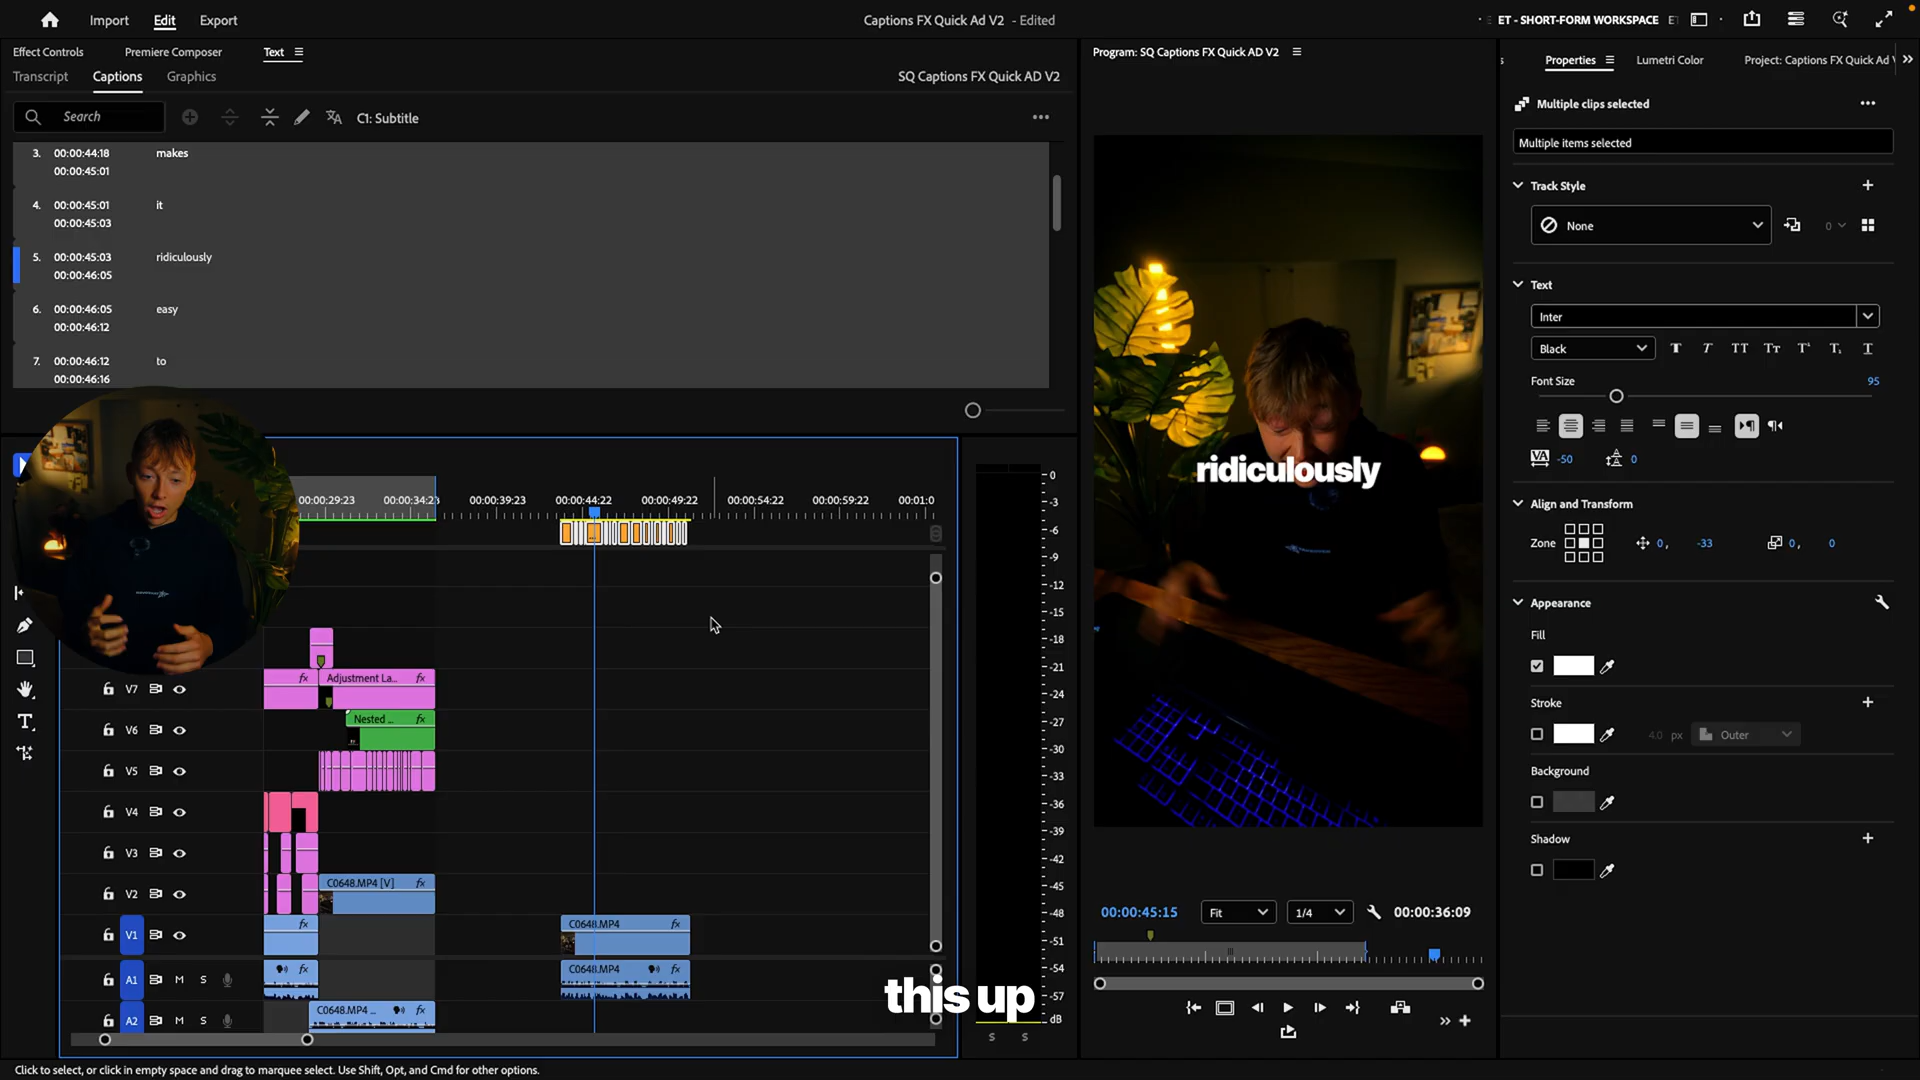 Import
Edit
Export
Captions FX Quick Ad V2 - Edited
ET - SHORT-FORM WORKSPACE
Effect Controls
Premiere Composer
Text
Transcript
Captions
Graphics
SQ Captions FX Quick AD V2
Search
C1: Subtitle
3.
00:00:44:18
00:00:45:01
makes
4.
00:00:45:01
00:00:45:03
it
5.
00:00:45:03
00:00:46:05
ridiculously
6.
00:00:46:05
00:00:46:12
easy
7.
00:00:46:12
00:00:46:16
to
Program: SQ Captions FX Quick AD V2
ridiculously
00:00:45:15
Fit
1/4
00:00:36:09
Properties
Lumetri Color
Project: Captions FX Quick Ad V
Multiple clips selected
Multiple items selected
Track Style
None
0
Text
Inter
Black
Font Size
95
-50
0
Align and Transform
Zone
0, -33
0, 0
Appearance
Fill
Stroke
4.0 px
Outer
Background
Shadow
00:00:29:23
00:00:34:23
00:00:39:23
00:00:44:22
00:00:49:22
00:00:54:22
00:00:59:22
00:01:0
V7
fx
Adjustment La...
fx
V6
Nested ...
fx
V5
V4
V3
V2
C0648.MP4 [V]
fx
V1
fx
C0648.MP4
fx
A1
M
S
fx
C0648.MP4
fx
A2
M
S
C0648.MP4 ...
fx
0
-3
-6
-9
-12
-15
-18
-21
-24
-27
-30
-33
-36
-39
-42
-45
-48
-51
-54
-57
dB
S
S
this up
Click to select, or click in empty space and drag to marquee select. Use Shift, Opt, and Cmd for other options.